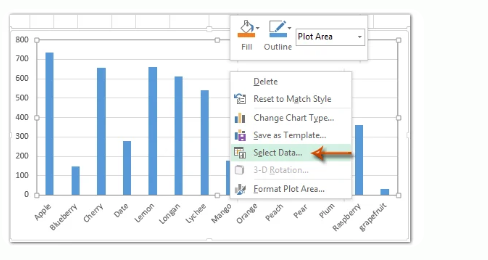 Fill
Outline
Plot Area
800
700
600
500
400
300
200
100
0
Delete
Reset to Match Style
Change Chart Type...
Save as Template...
Select Data...
3-D Rotation...
Format Plot Area...
Apple
Blueberry
Cherry
Date
Lemon
Longan
Lychee
Mango
Orange
Peach
Pear
Plum
Raspberry
grapefruit